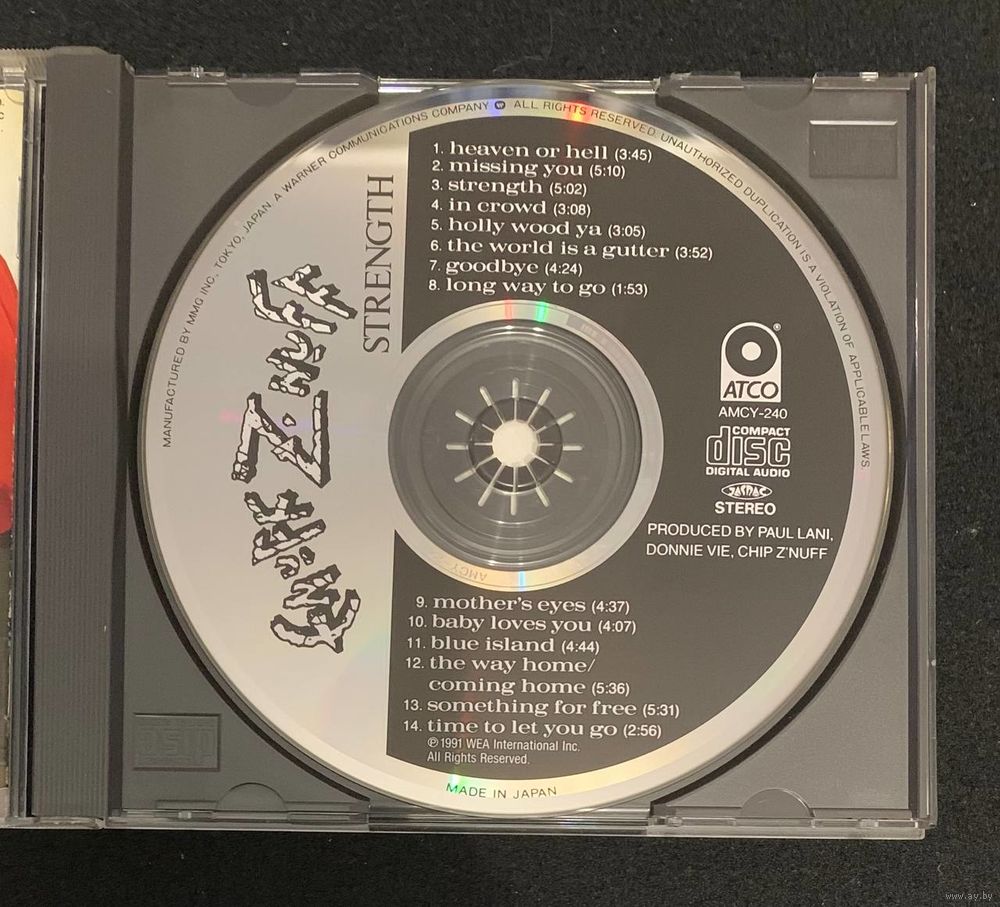 MANUFACTURED BY MMG INC., TOKYO, JAPAN. A WARNER COMMUNICATIONS COMPANY ALL RIGHTS RESERVED. UNAUTHORIZED DUPLICATION IS A VIOLATION OF APPLICABLE LAWS.
ENUFF Z'NUFF
STRENGTH
1. heaven or hell (3:45)
2. missing you (5:10)
3. strength (5:02)
4. in crowd (3:08)
5. holly wood ya (3:05)
6. the world is a gutter (3:52)
7. goodbye (4:24)
8. long way to go (1:53)
ATCO®
AMCY-240
COMPACT
disc
DIGITAL AUDIO
JASRAC
STEREO
PRODUCED BY PAUL LANI,
DONNIE VIE, CHIP Z'NUFF
AMCY
9. mother's eyes (4:37)
10. baby loves you (4:07)
11. blue island (4:44)
12. the way home/
coming home (5:36)
13. something for free (5:31)
14. time to let you go (2:56)
℗1991 WEA International Inc.
All Rights Reserved.
MADE IN JAPAN
www.ay.by